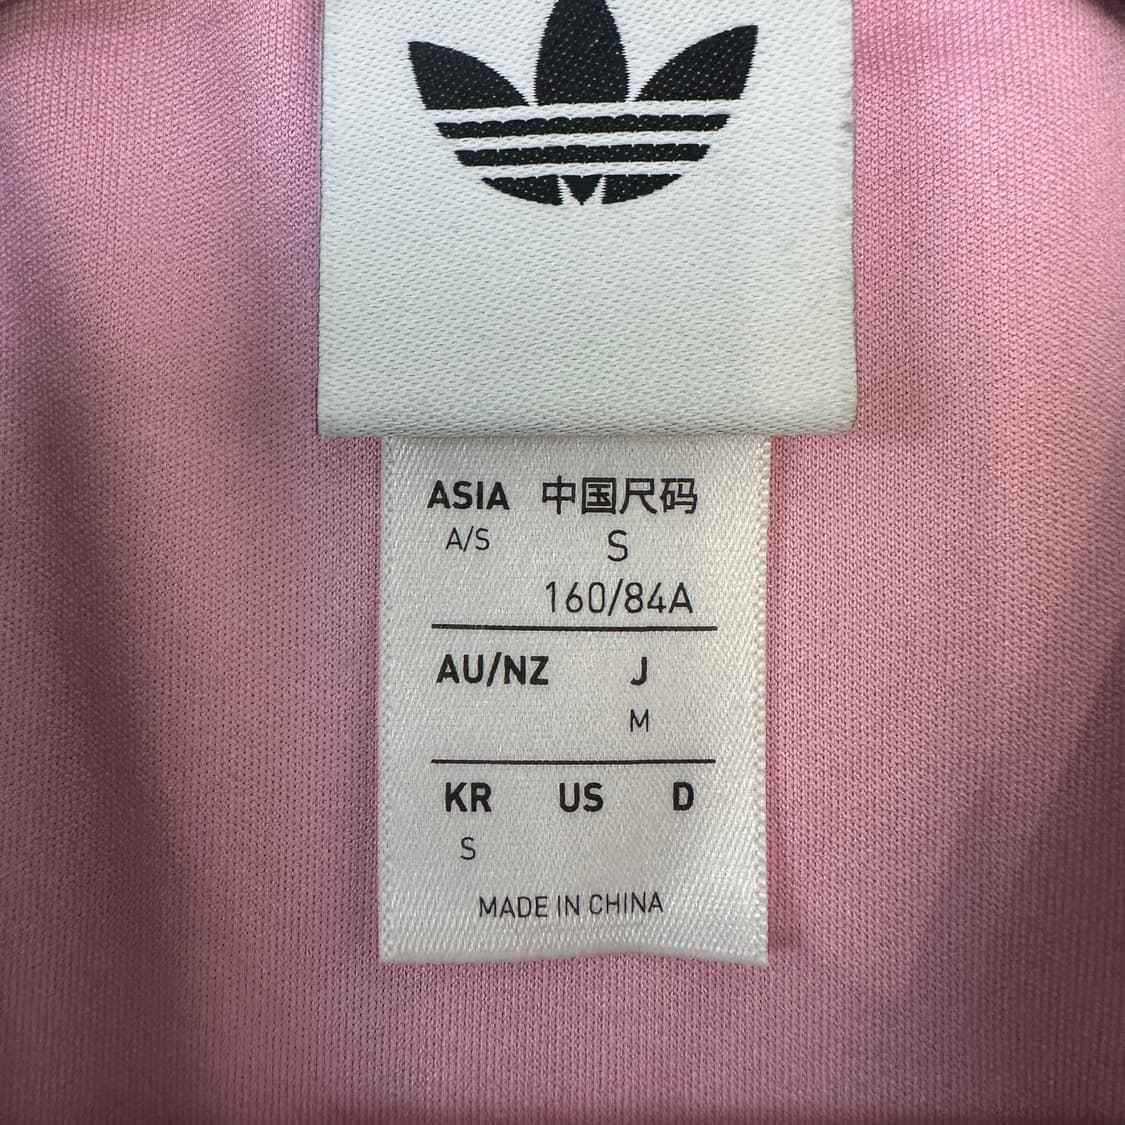 ASIA 中国尺码
A/S S
160/84A
AU/NZ J
M
KR US D
S
MADE IN CHINA